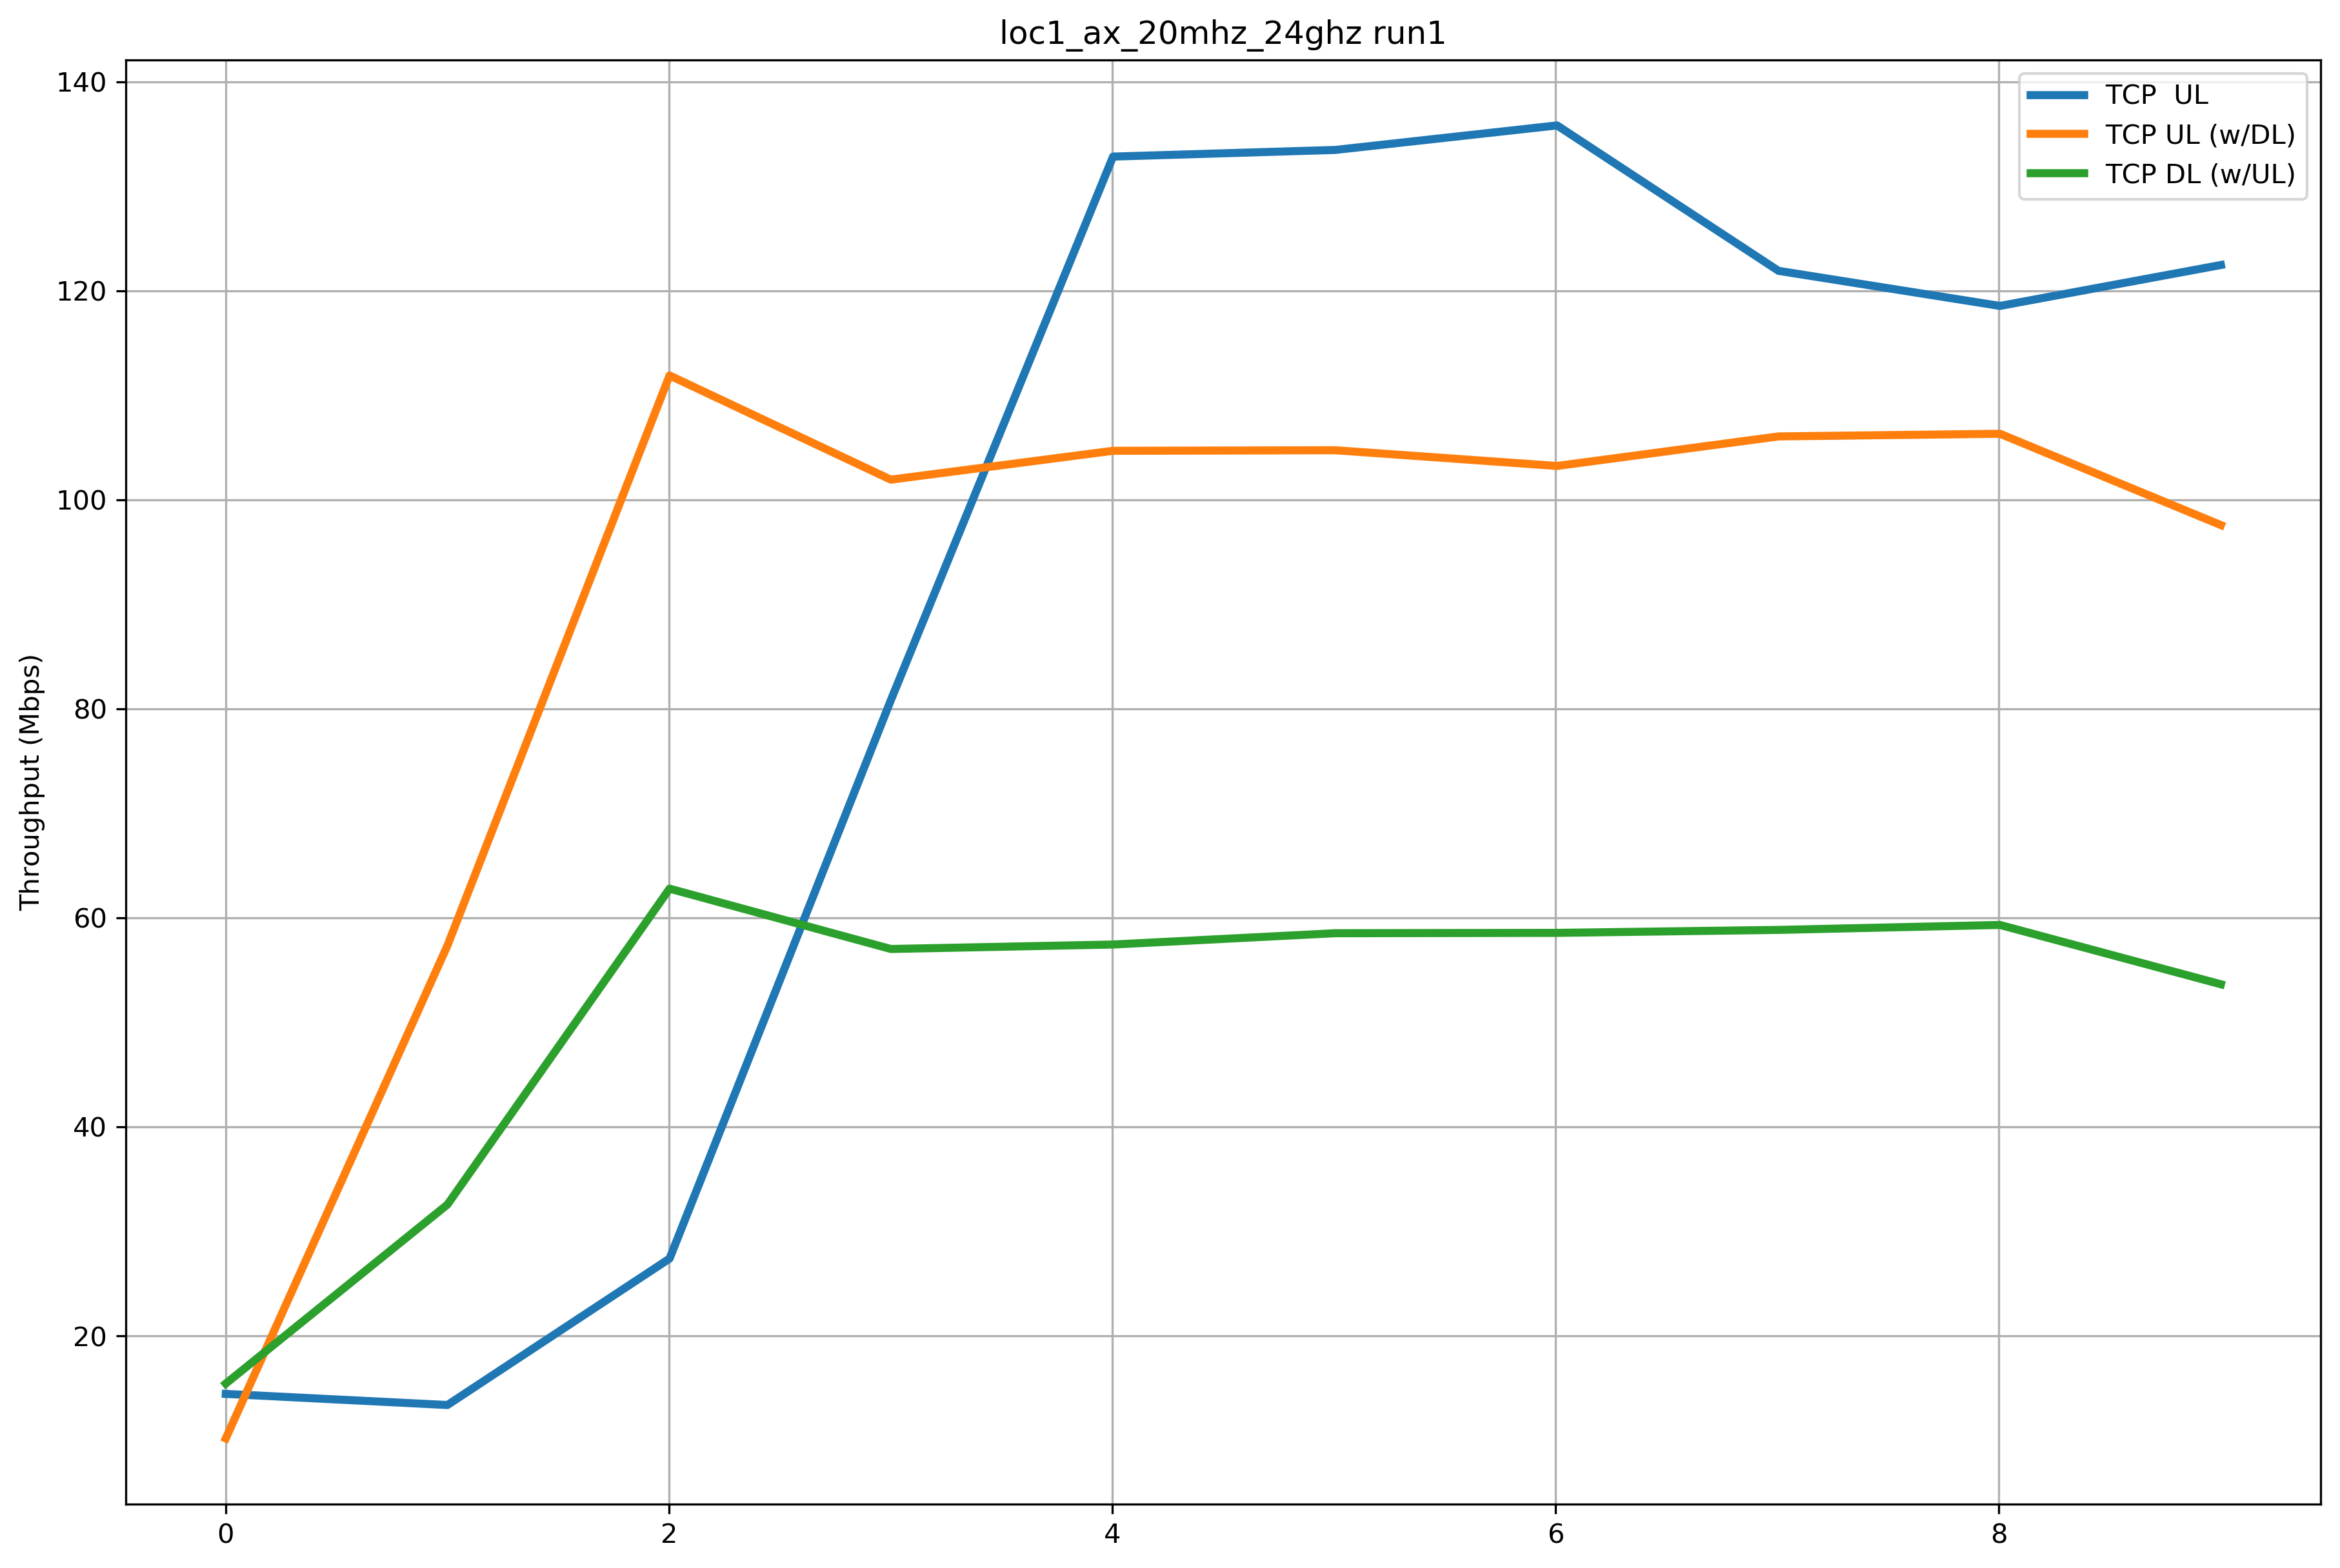 loc1_ax_20mhz_24ghz run1
TCP  UL
TCP UL (w/DL)
TCP DL (w/UL)
Throughput (Mbps)
140
120
100
80
60
40
20
0 2 4 6 8